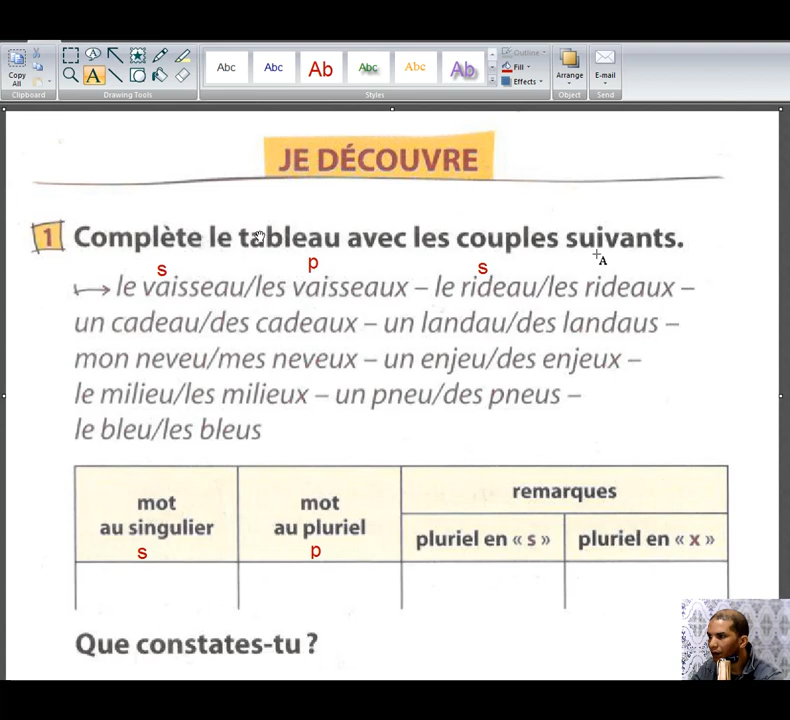 Copy
All
Clipboard
A
Drawing Tools
Abc Abc Ab Abc Abc Ab
Styles
Outline
Fill
Effects
Arrange
Object
E-mail
Send
JE DÉCOUVRE
1 Complète le tableau avec les couples suivants.
A
s p s
le vaisseau/les vaisseaux – le rideau/les rideaux –
un cadeau/des cadeaux – un landau/des landaus –
mon neveu/mes neveux – un enjeu/des enjeux –
le milieu/les milieux – un pneu/des pneus –
le bleu/les bleus
mot
au singulier
s
mot
au pluriel
p
remarques
pluriel en « s » pluriel en « x »
Que constates-tu ?